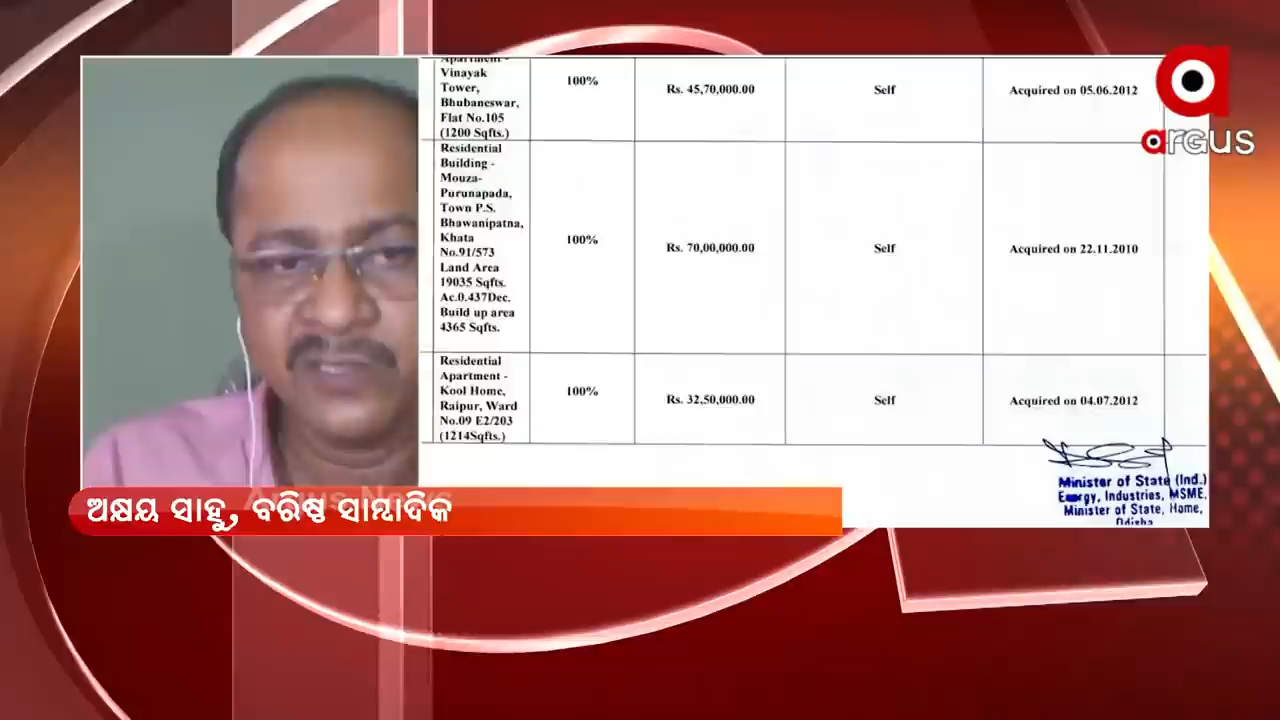 Vinayak
Tower,
Bhubaneswar,
Flat No.105
(1200 Sqfts.)
100%
Rs. 45,70,000.00
Self
Acquired on 05.06.2012
Residential
Building -
Mouza-
Purunapada,
Town P.S.
Bhawanipatna,
Khata
No.91/573
Land Area
19035 Sqfts.
Ac.0.437Dec.
Build up area
4365 Sqfts.
100%
Rs. 70,00,000.00
Self
Acquired on 22.11.2010
Residential
Apartment -
Kool Home,
Raipur, Ward
No.09 E2/203
(1214Sqfts.)
100%
Rs. 32,50,000.00
Self
Acquired on 04.07.2012
Minister of State (Ind.)
Energy, Industries, MSME,
Minister of State, Home,
Odisha
argus
Argus News
ଅକ୍ଷୟ ସାହୁ, ବରିଷ୍ଠ ସାମ୍ବାଦିକ